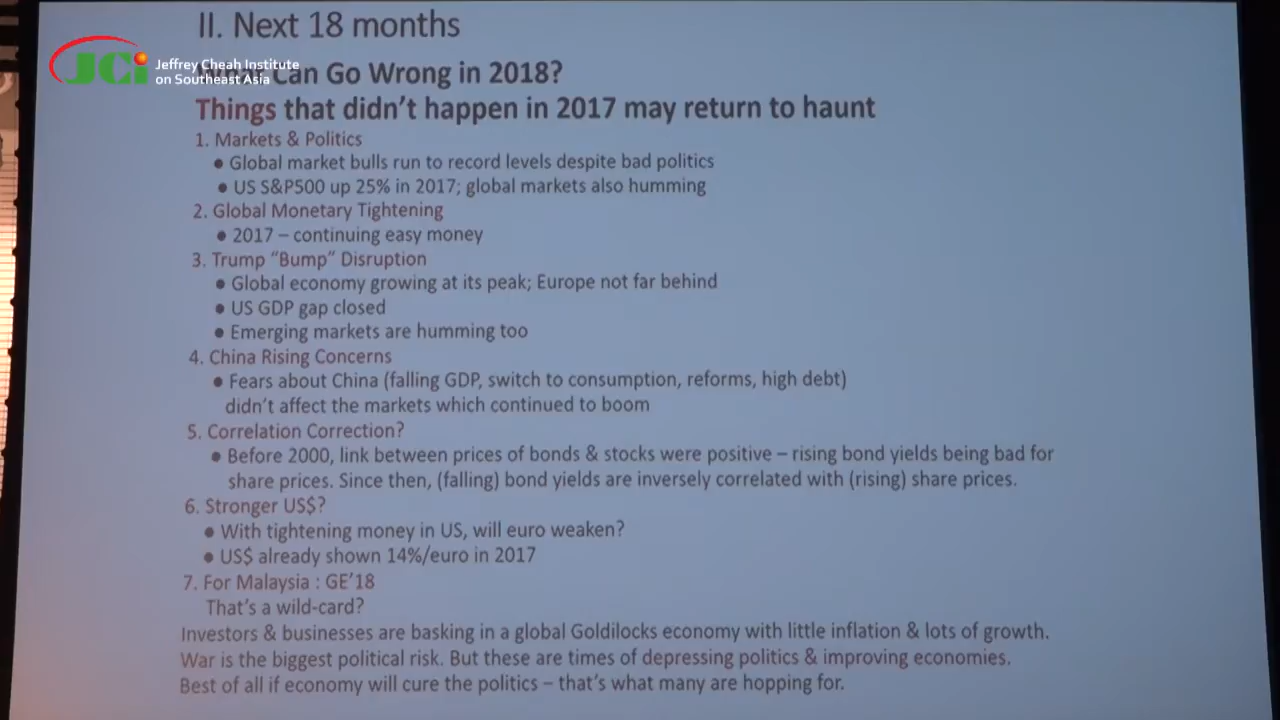 II. Next 18 months
JCi
Jeffrey Cheah Institute
on Southeast Asia
Can Go Wrong in 2018?
Things that didn't happen in 2017 may return to haunt
1. Markets & Politics
● Global market bulls run to record levels despite bad politics
● US S&P500 up 25% in 2017; global markets also humming
2. Global Monetary Tightening
● 2017 – continuing easy money
3. Trump “Bump” Disruption
● Global economy growing at its peak; Europe not far behind
● US GDP gap closed
● Emerging markets are humming too
4. China Rising Concerns
● Fears about China (falling GDP, switch to consumption, reforms, high debt)
didn't affect the markets which continued to boom
5. Correlation Correction?
● Before 2000, link between prices of bonds & stocks were positive – rising bond yields being bad for
share prices. Since then, (falling) bond yields are inversely correlated with (rising) share prices.
6. Stronger US$?
● With tightening money in US, will euro weaken?
● US$ already shown 14%/euro in 2017
7. For Malaysia : GE'18
That's a wild-card?
Investors & businesses are basking in a global Goldilocks economy with little inflation & lots of growth.
War is the biggest political risk. But these are times of depressing politics & improving economies.
Best of all if economy will cure the politics – that's what many are hopping for.